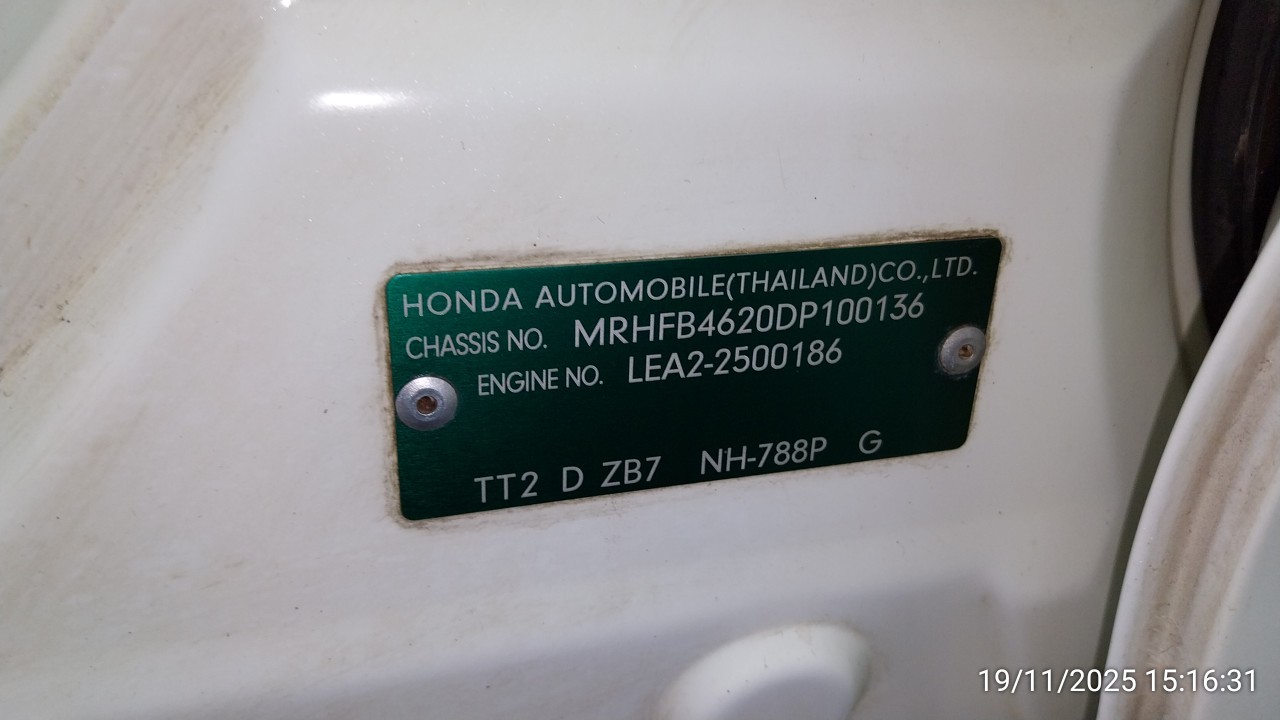 HONDA AUTOMOBILE(THAILAND)CO.,LTD.
CHASSIS NO. MRHFB4620DP100136
ENGINE NO. LEA2-2500186
TT2 D ZB7 NH-788P G
19/11/2025 15:16:31